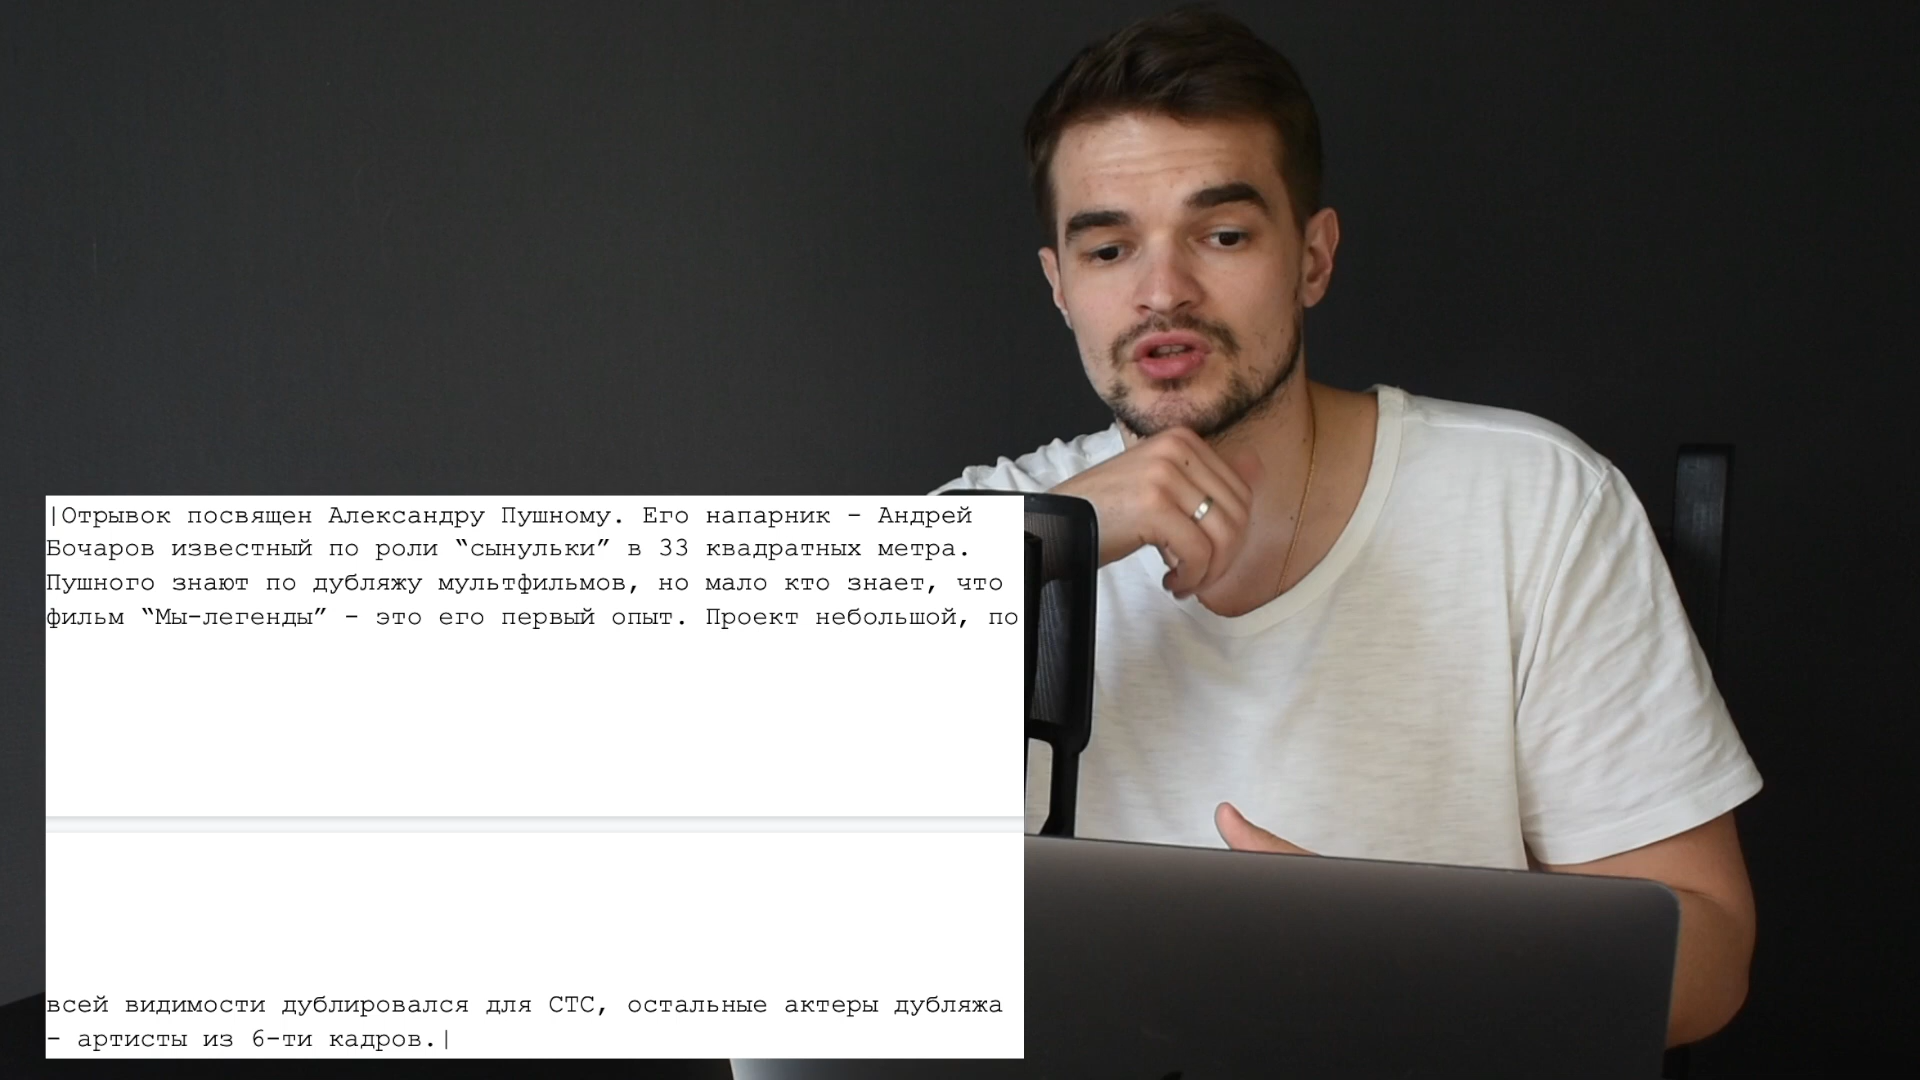 |Отрывок посвящен Александру Пушному. Его напарник – Андрей
Бочаров известный по роли “сынульки” в 33 квадратных метра.
Пушного знают по дубляжу мультфильмов, но мало кто знает, что
фильм “Мы-легенды” - это его первый опыт. Проект небольшой, по
всей видимости дублировался для СТС, остальные актеры дубляжа
- артисты из 6-ти кадров.|